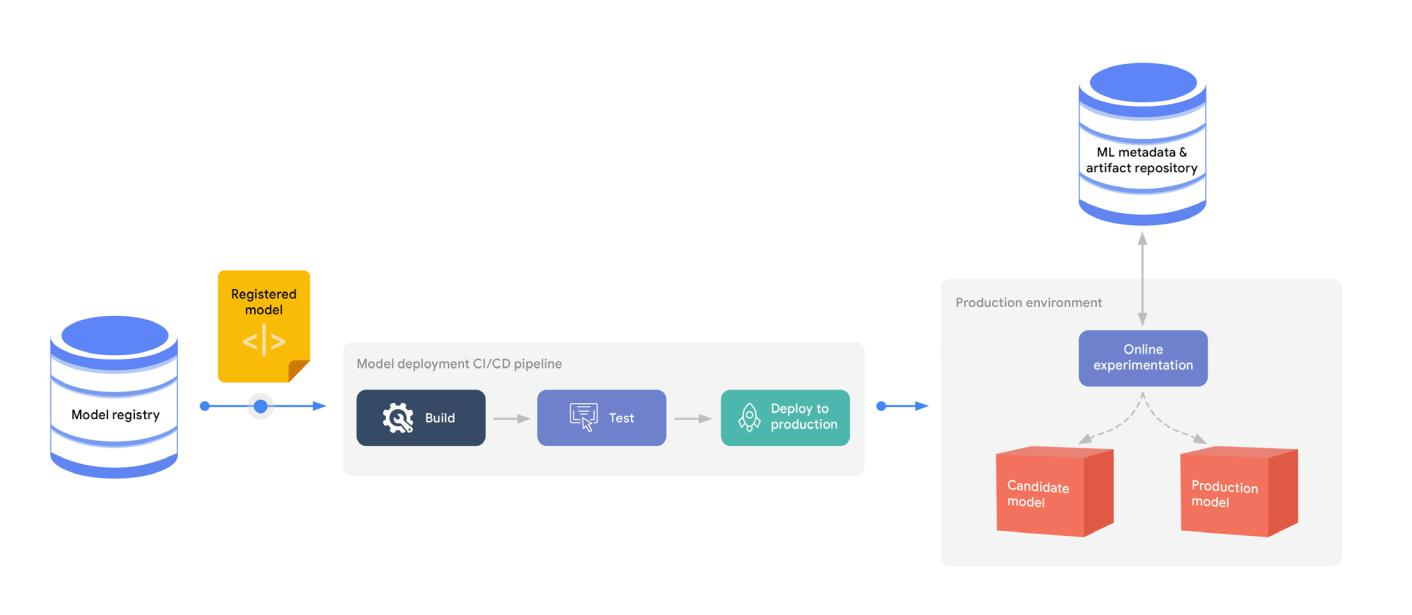 ML metadata &
artifact repository
Registered
model
</>
Model registry
Model deployment CI/CD pipeline
Build
Test
Deploy to
production
Production environment
Online
experimentation
Candidate
model
Production
model